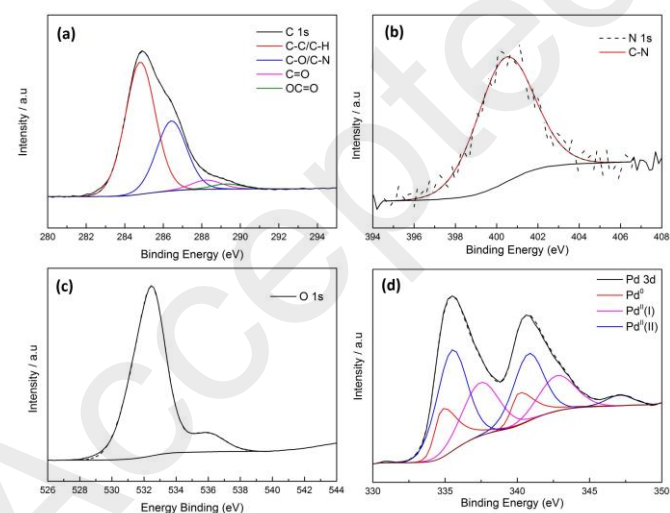 (a)
C 1s
C-C/C-H
C-O/C-N
C=O
OC=O
Intensity / a.u
280 282 284 286 288 290 292 294
Binding Energy (eV)
(b)
N 1s
C-N
Intensity / a.u
394 396 398 400 402 404 406 408
Binding Energy (eV)
(c)
O 1s
Intensity / a.u
526 528 530 532 534 536 538 540 542 544
Energy Binding (eV)
(d)
Pd 3d
Pd⁰
Pdᴵᴵ(I)
Pdᴵᴵ(II)
Intensity / a.u
330 335 340 345 350
Binding Energy (eV)
Accepted